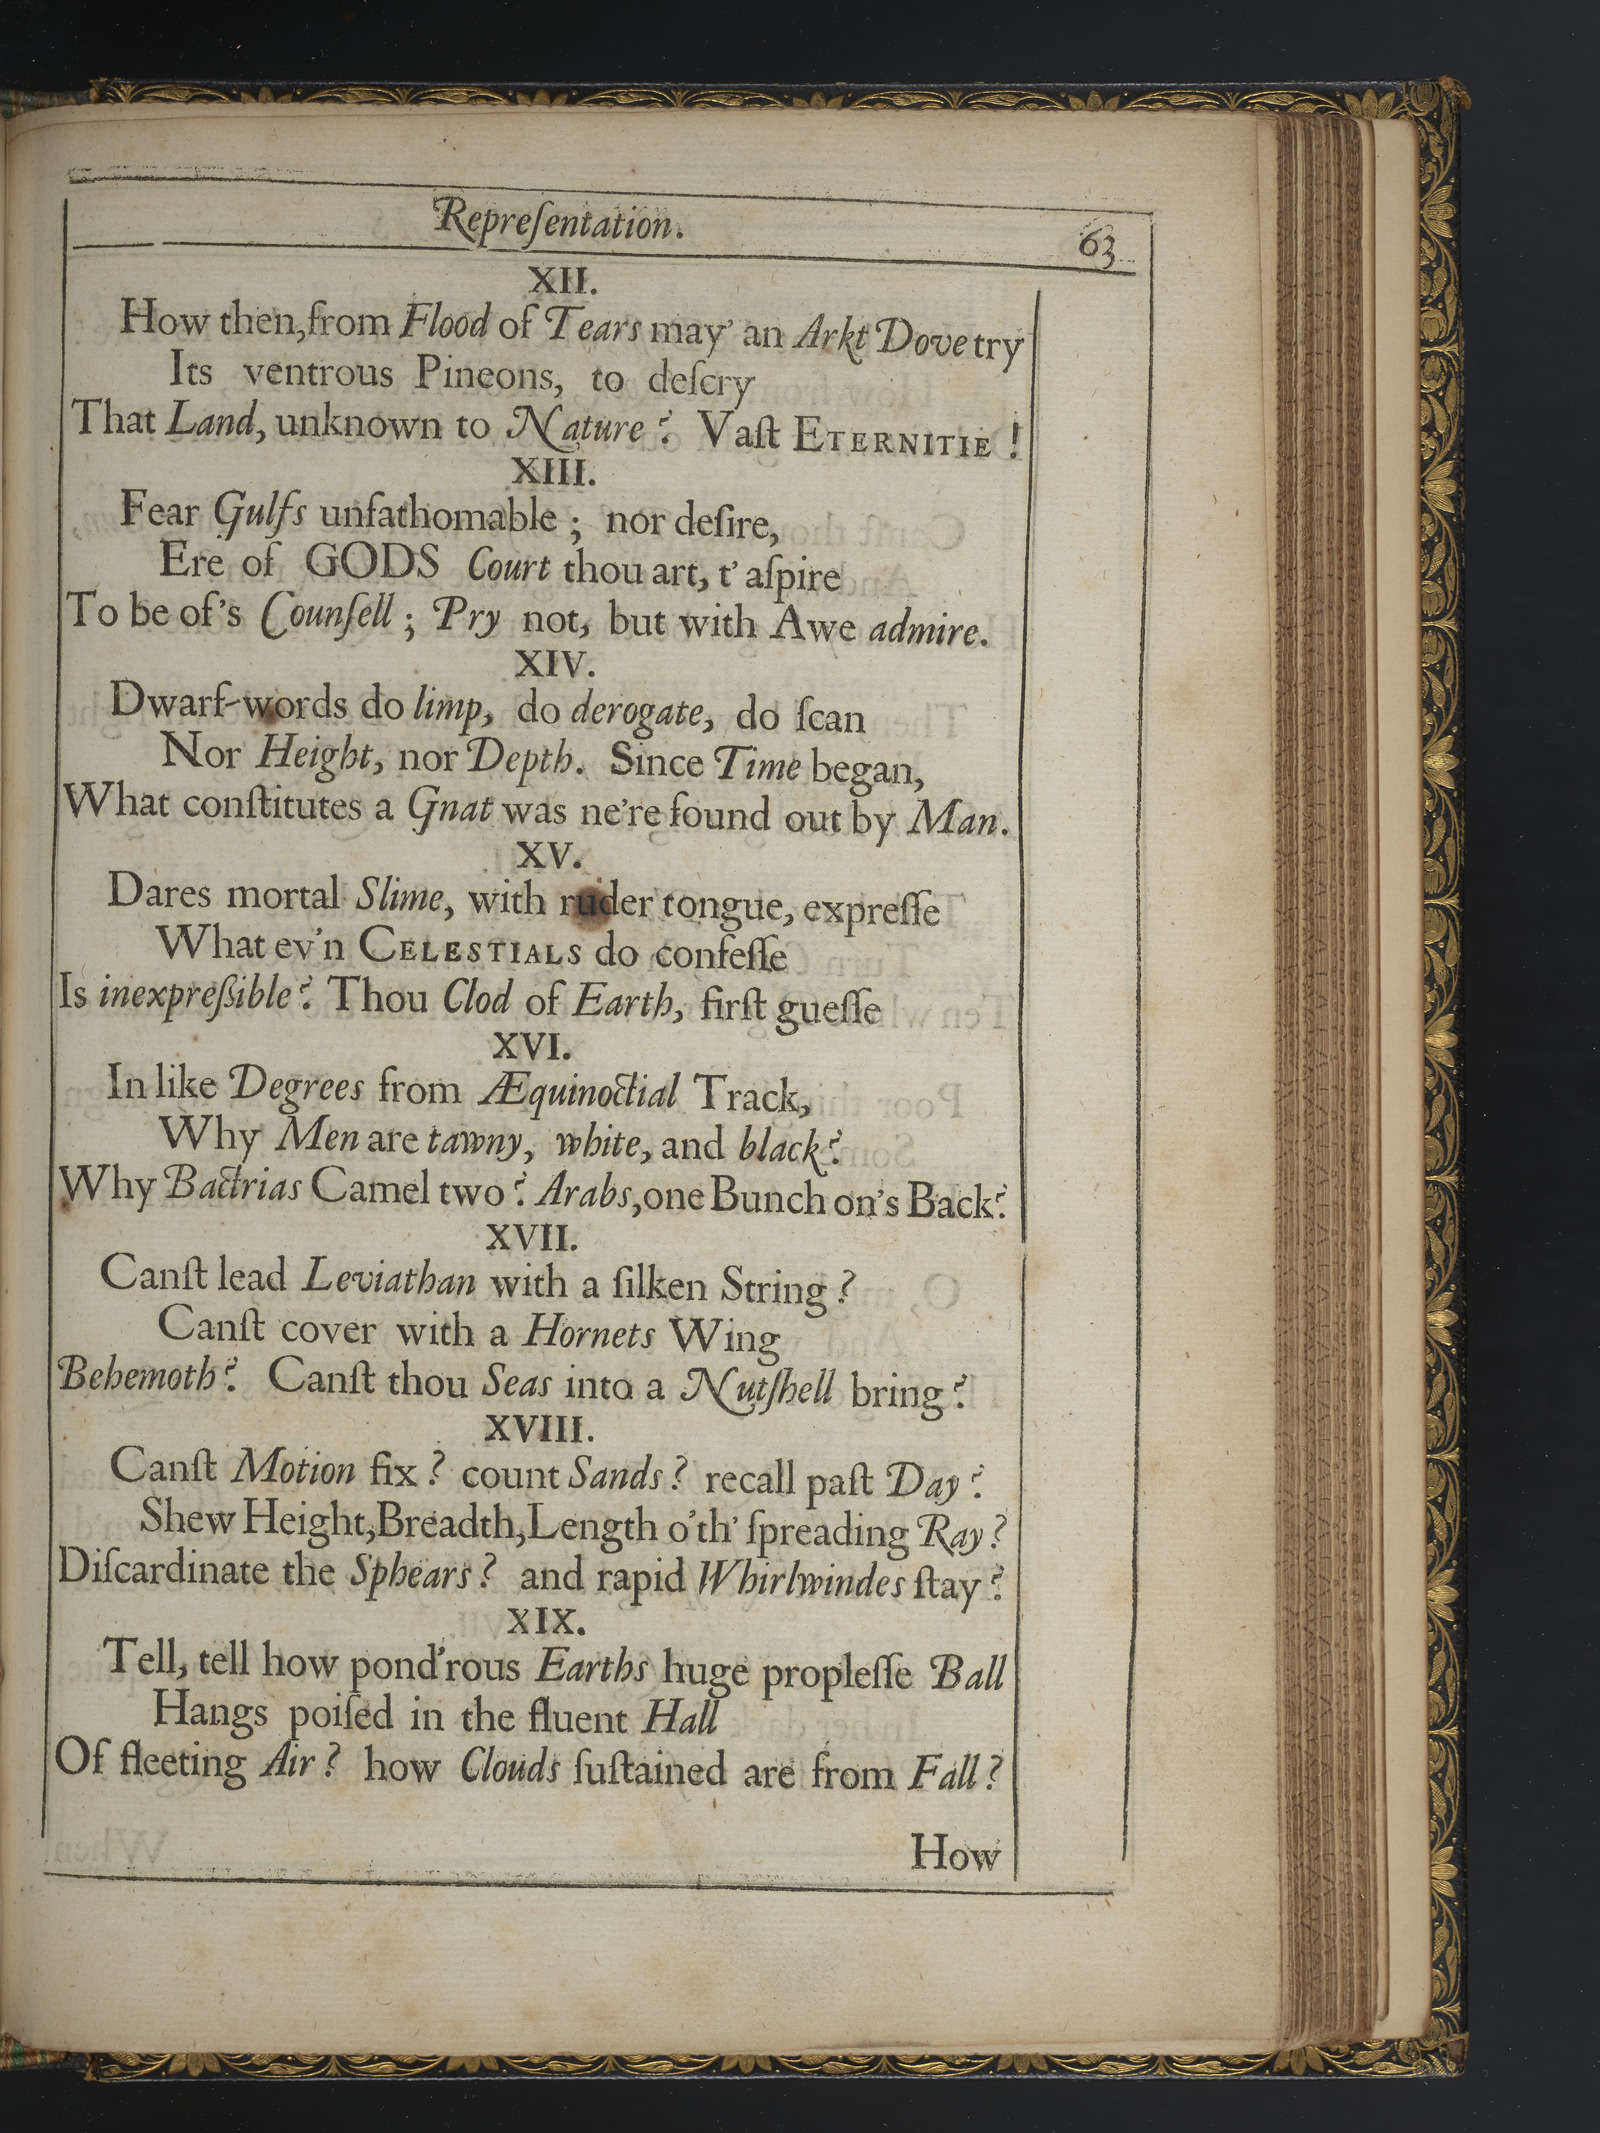 Repreſentation.
63
XII.
How then, from Flood of Tears may' an Arkt Dove try
Its ventrous Pineons, to deſcry
That Land, unknown to Nature? Vaſt ETERNITIE!
XIII.
Fear Gulfs unfathomable; nor deſire,
Ere of GODS Court thou art, t' aſpire
To be of's Counſell; Pry not, but with Awe admire.
XIV.
Dwarf-words do limp, do derogate, do ſcan
Nor Height, nor Depth. Since Time began,
What conſtitutes a Gnat was ne're found out by Man.
XV.
Dares mortal Slime, with ruder tongue, expreſſe
What ev'n CELESTIALS do confeſſe
Is inexpreßible? Thou Clod of Earth, firſt gueſſe
XVI.
In like Degrees from Æquinoctial Track,
Why Men are tawny, white, and black?
Why Bactrias Camel two? Arabs, one Bunch on's Back?
XVII.
Canſt lead Leviathan with a ſilken String?
Canſt cover with a Hornets Wing
Behemoth? Canſt thou Seas into a Nutſhell bring?
XVIII.
Canſt Motion fix? count Sands? recall paſt Day?
Shew Height, Breadth, Length o'th' ſpreading Ray?
Diſcardinate the Sphears? and rapid Whirlwindes ſtay?
XIX.
Tell, tell how pond'rous Earths huge propleſſe Ball
Hangs poiſed in the fluent Hall
Of fleeting Air? how Clouds ſuſtained are from Fall?
How